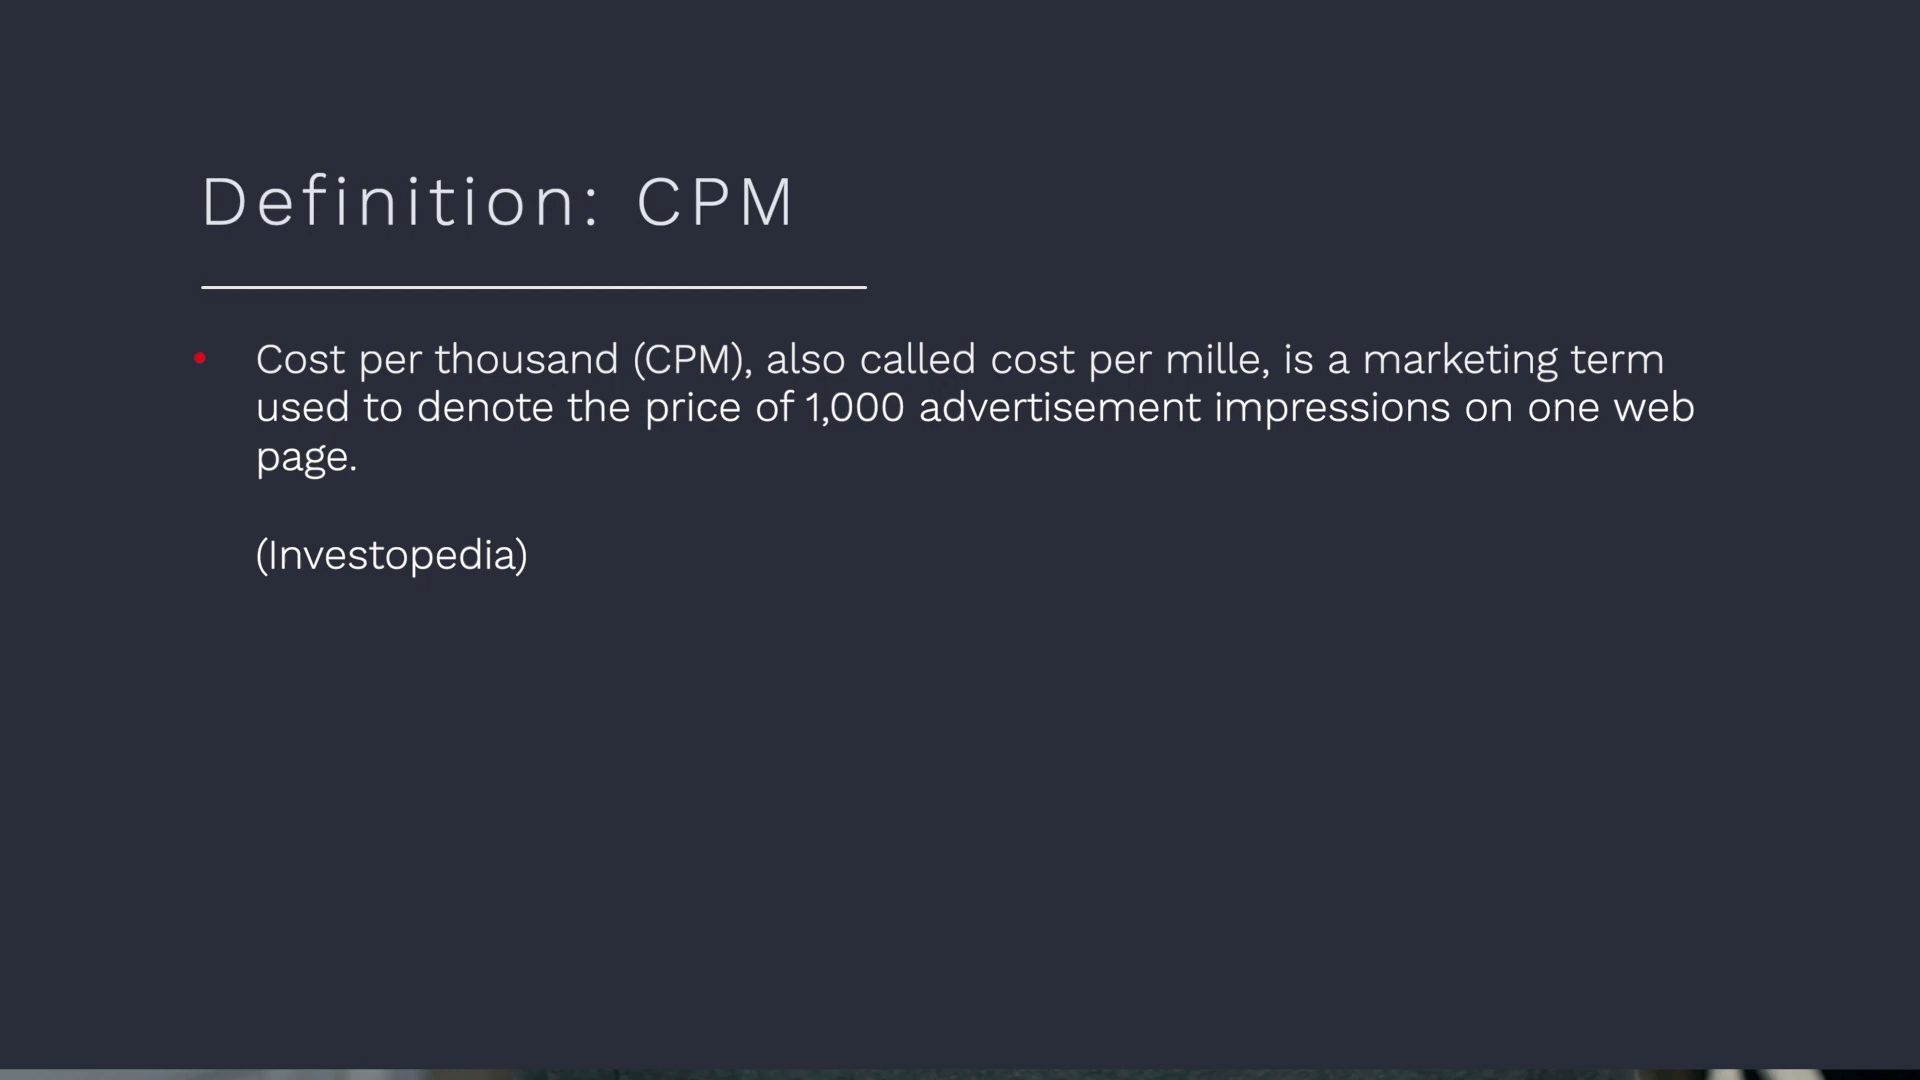 Definition: CPM
• Cost per thousand (CPM), also called cost per mille, is a marketing term
used to denote the price of 1,000 advertisement impressions on one web
page.
(Investopedia)